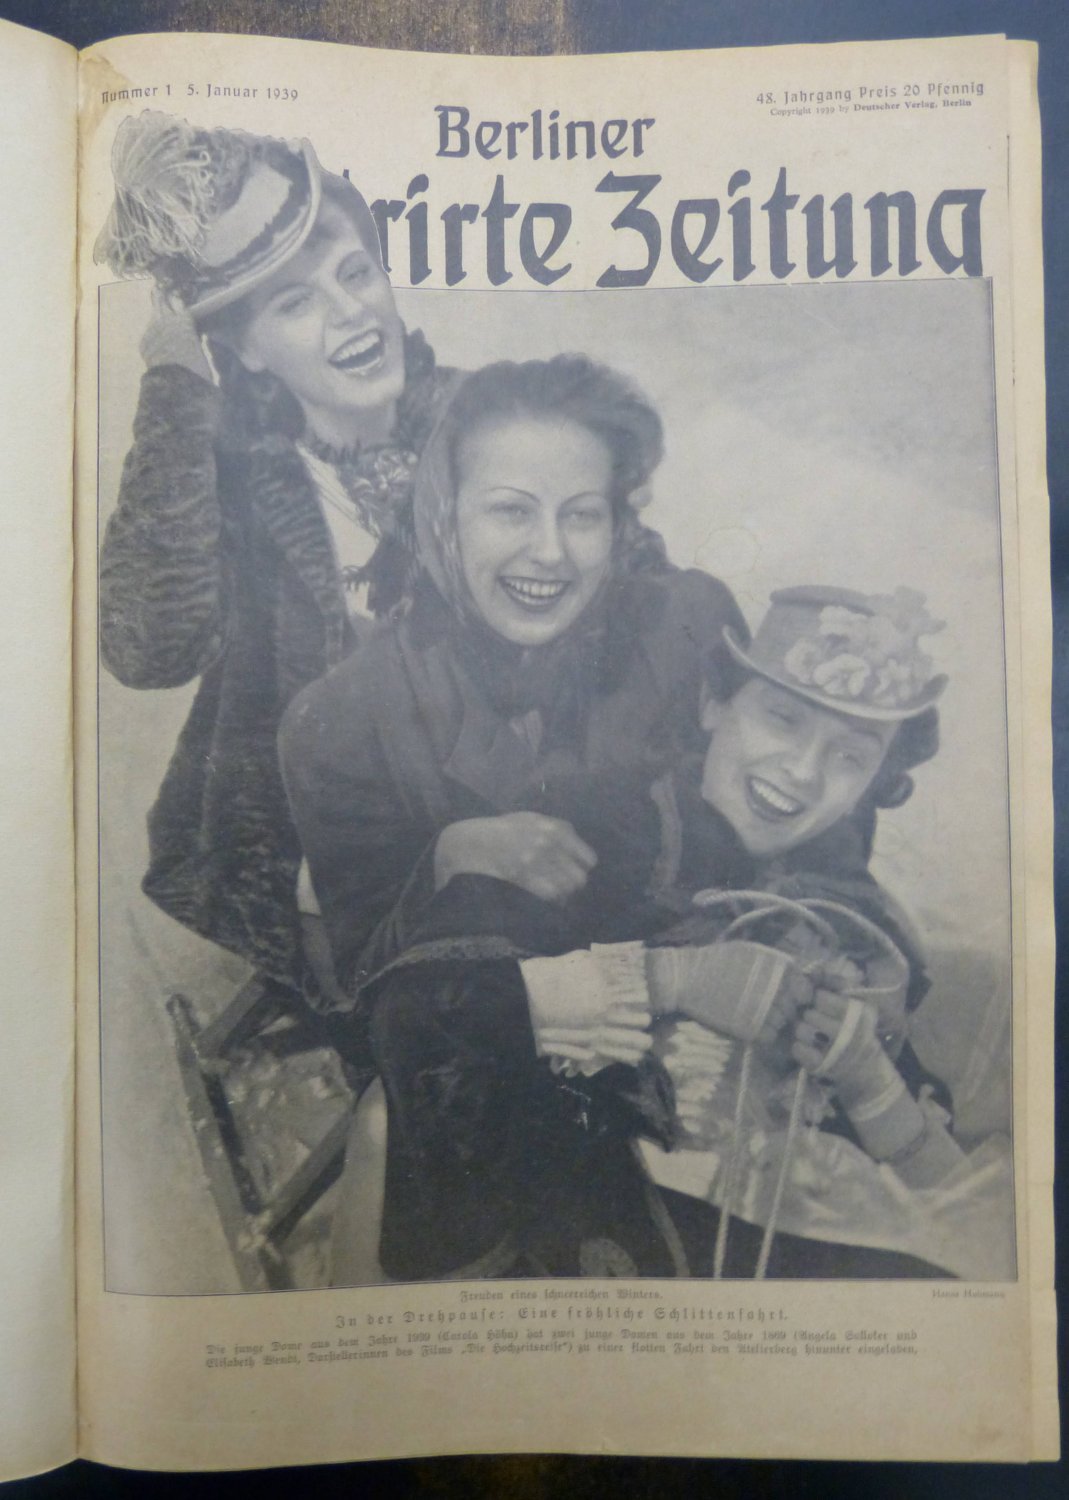 Nummer 1 5. Januar 1939
48. Jahrgang Preis 20 Pfennig
Copyright 1939 by Deutscher Verlag, Berlin
Berliner
rirte Zeitung
Freuden eines schneereichen Winters.
Hanns Hubmann
In der Drehpause: Eine fröhliche Schlittenfahrt.
Die junge Dame aus dem Jahre 1939 (Carola Höhn) hat zwei junge Damen aus dem Jahre 1869 (Angela Salloker und
Elisabeth Wendt, Darstellerinnen des Films „Die Hochzeitsreise“) zu einer flotten Fahrt den Atelierberg hinunter eingeladen.